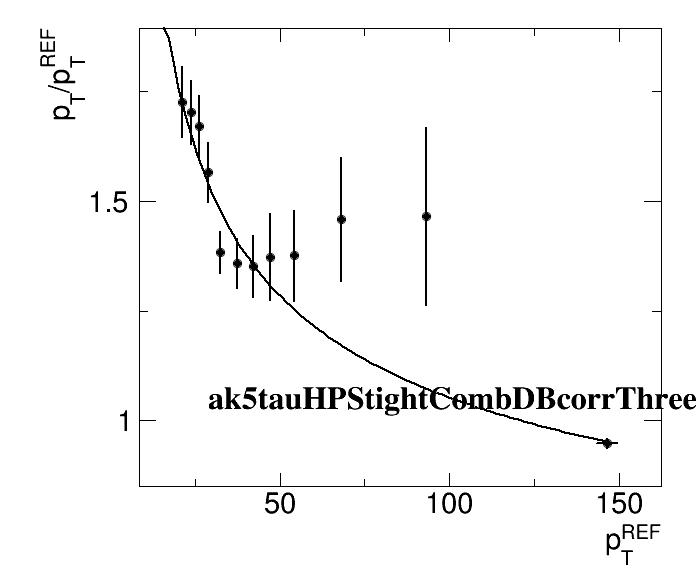 p_T/p_T^REF
1.5
1
ak5tauHPStightCombDBcorrThree
50 100 150
p_T^REF